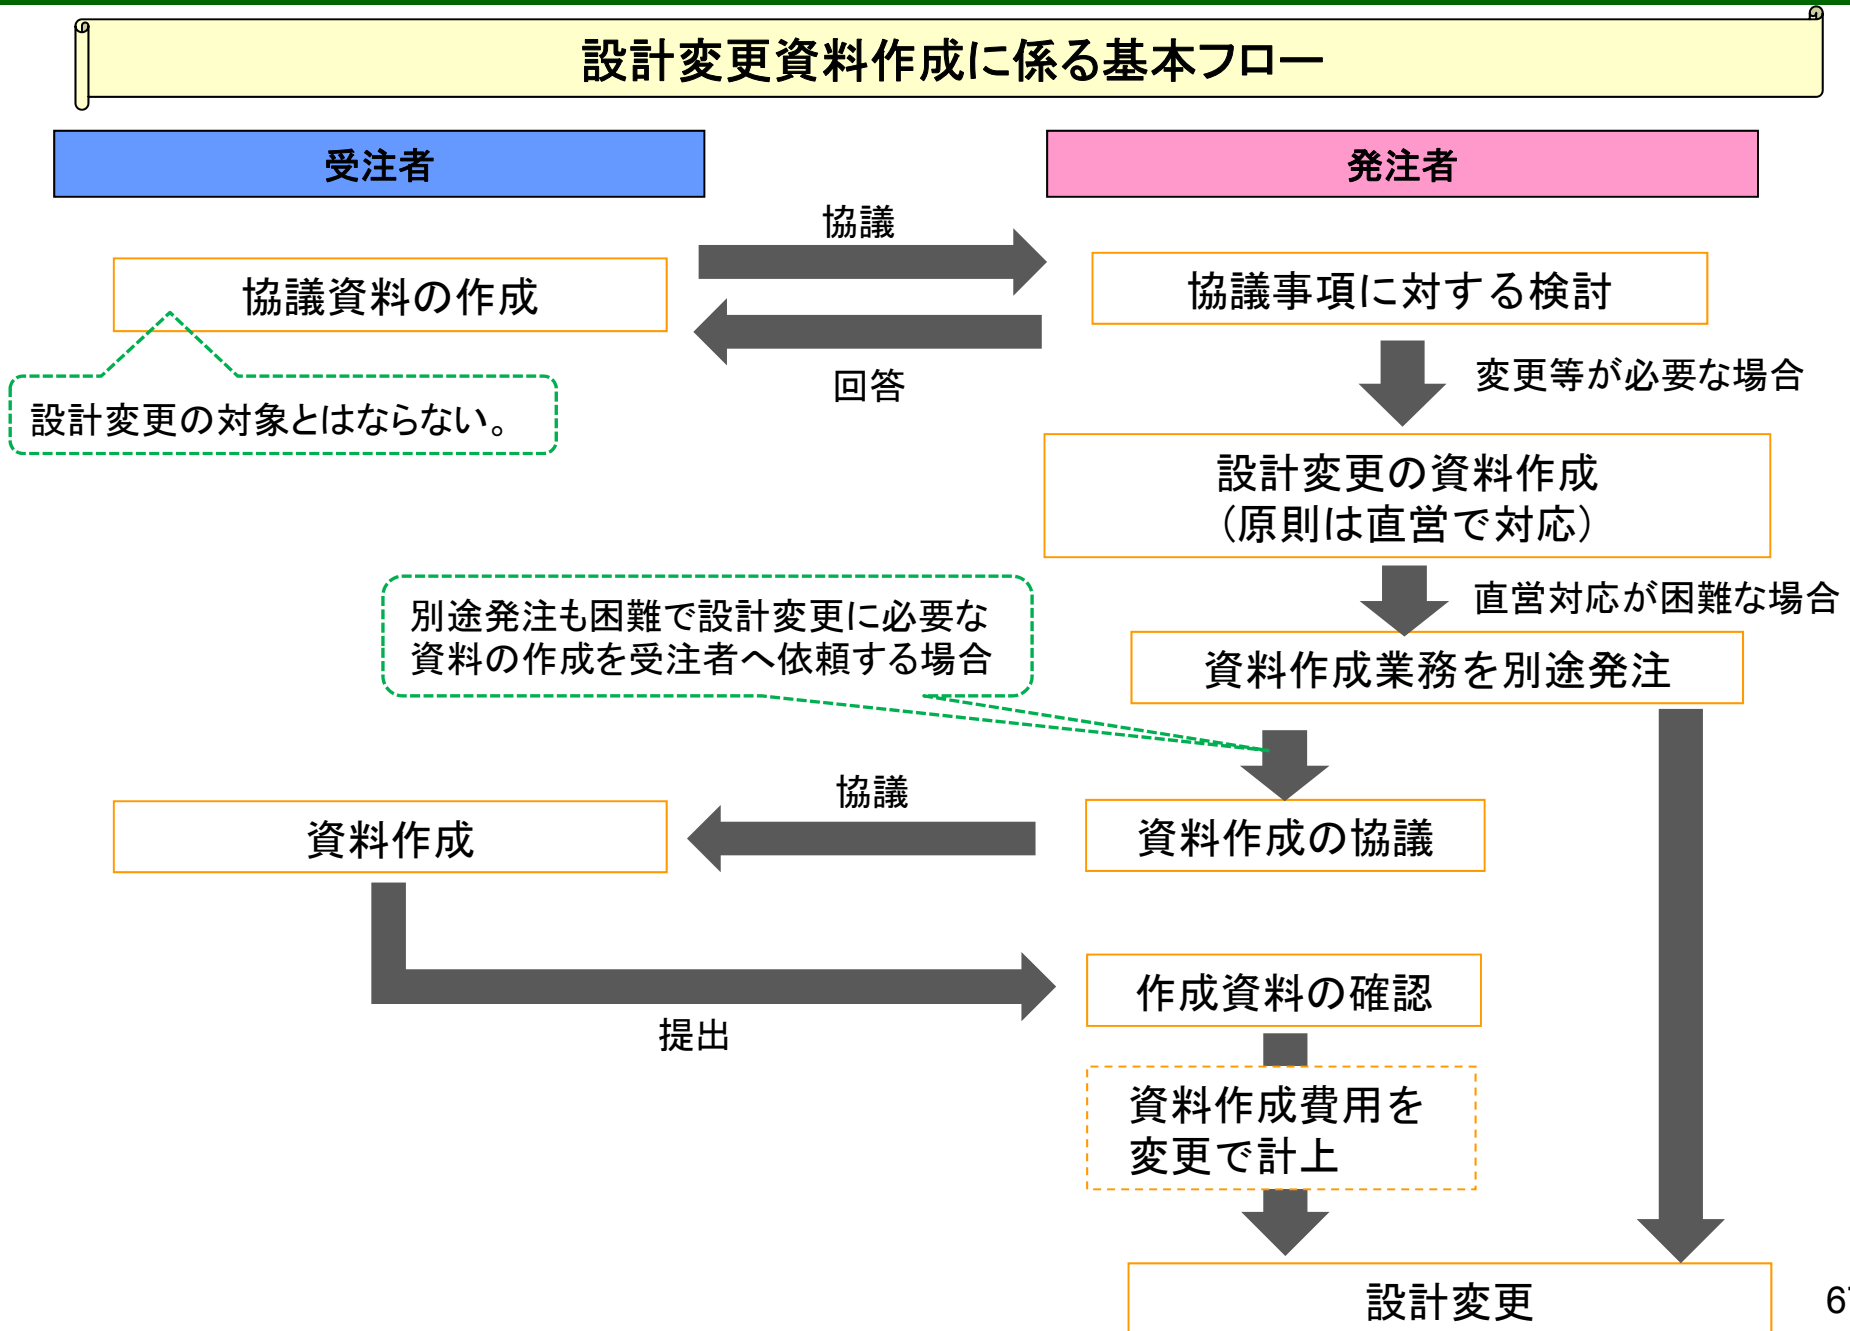 設計変更資料作成に係る基本フロー
受注者
発注者
協議
協議資料の作成
協議事項に対する検討
回答
変更等が必要な場合
設計変更の対象とはならない。
設計変更の資料作成
(原則は直営で対応)
直営対応が困難な場合
別途発注も困難で設計変更に必要な
資料の作成を受注者へ依頼する場合
資料作成業務を別途発注
協議
資料作成
資料作成の協議
作成資料の確認
提出
資料作成費用を
変更で計上
設計変更